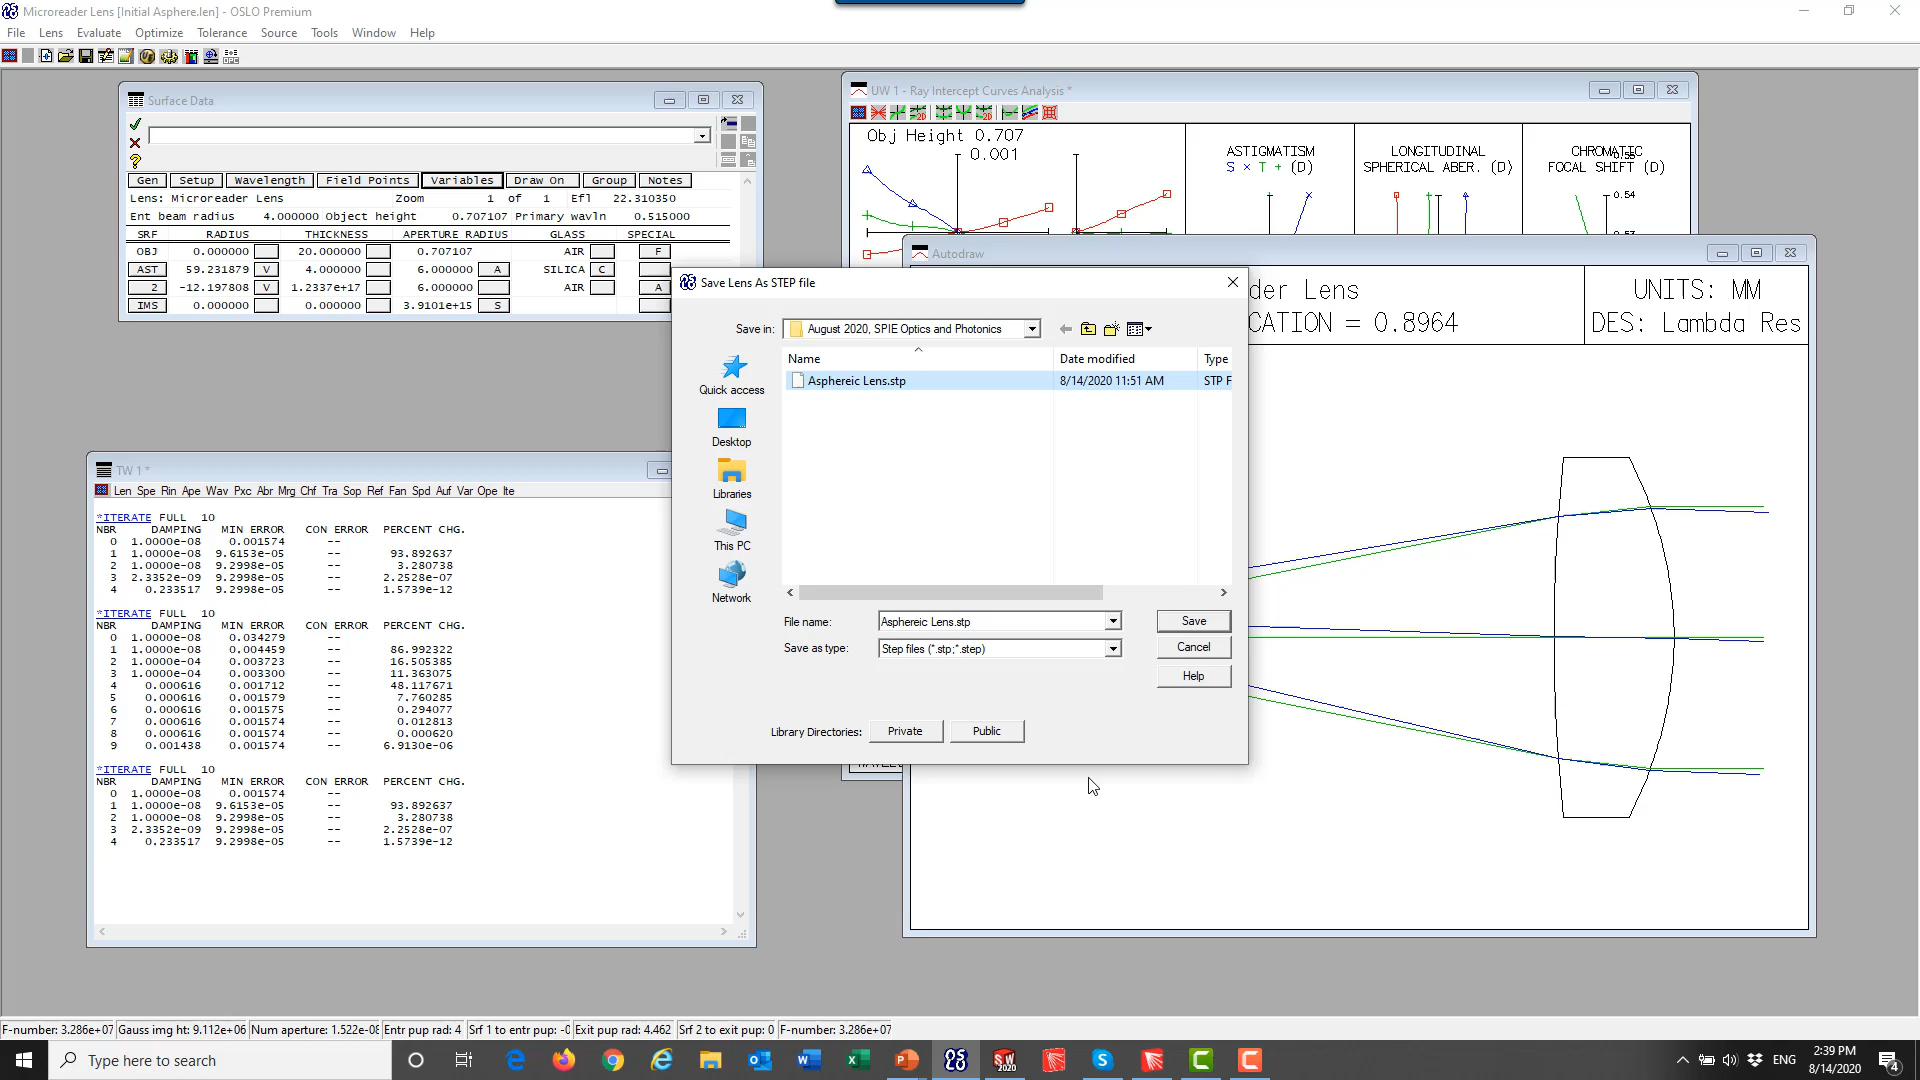 Microreader Lens [Initial Asphere.len] - OSLO Premium
File Lens Evaluate Optimize Tolerance Source Tools Window Help
Surface Data
Gen Setup Wavelength Field Points Variables Draw On Group Notes
Lens: Microreader Lens Zoom 1 of 1 Efl 22.310350
Ent beam radius 4.000000 Object height 0.707107 Primary wavln 0.515000
SRF RADIUS THICKNESS APERTURE RADIUS GLASS SPECIAL
OBJ 0.000000 20.000000 0.707107 AIR F
AST 59.231879 V 4.000000 6.000000 A SILICA C
2 -12.197808 V 1.2337e+17 6.000000 AIR A
IMS 0.000000 0.000000 3.9101e+15 S
UW 1 - Ray Intercept Curves Analysis *
Obj Height 0.707
0.001
ASTIGMATISM
S × T + (D)
LONGITUDINAL
SPHERICAL ABER. (D)
CHROMATIC
FOCAL SHIFT (D)
0.54
Autodraw
der Lens
CATION = 0.8964
UNITS: MM
DES: Lambda Res
TW 1 *
Len Spe Rin Ape Wav Pxc Abr Mrg Chf Tra Sop Ref Fan Spd Auf Var Ope Ite
*ITERATE FULL 10
NBR DAMPING MIN ERROR CON ERROR PERCENT CHG.
0 1.0000e-08 0.001574 --
1 1.0000e-08 9.6153e-05 -- 93.892637
2 1.0000e-08 9.2998e-05 -- 3.280738
3 2.3352e-09 9.2998e-05 -- 2.2528e-07
4 0.233517 9.2998e-05 -- 1.5739e-12
*ITERATE FULL 10
NBR DAMPING MIN ERROR CON ERROR PERCENT CHG.
0 1.0000e-08 0.034279 --
1 1.0000e-08 0.004459 -- 86.992322
2 1.0000e-04 0.003723 -- 16.505385
3 1.0000e-04 0.003300 -- 11.363075
4 0.000616 0.001712 -- 48.117671
5 0.000616 0.001579 -- 7.760285
6 0.000616 0.001575 -- 0.294077
7 0.000616 0.001574 -- 0.012813
8 0.000616 0.001574 -- 0.000620
9 0.001438 0.001574 -- 6.9130e-06
*ITERATE FULL 10
NBR DAMPING MIN ERROR CON ERROR PERCENT CHG.
0 1.0000e-08 0.001574 --
1 1.0000e-08 9.6153e-05 -- 93.892637
2 1.0000e-08 9.2998e-05 -- 3.280738
3 2.3352e-09 9.2998e-05 -- 2.2528e-07
4 0.233517 9.2998e-05 -- 1.5739e-12
Save Lens As STEP file
Save in: August 2020, SPIE Optics and Photonics
Name Date modified Type
Asphereic Lens.stp 8/14/2020 11:51 AM STP F
Quick access
Desktop
Libraries
This PC
Network
File name: Asphereic Lens.stp Save
Save as type: Step files (*.stp;*.step) Cancel
Help
Library Directories: Private Public
F-number: 3.286e+07 Gauss img ht: 9.112e+06 Num aperture: 1.522e-08 Entr pup rad: 4 Srf 1 to entr pup: -0 Exit pup rad: 4.462 Srf 2 to exit pup: 0 F-number: 3.286e+07
Type here to search
ENG
2:39 PM
8/14/2020
4